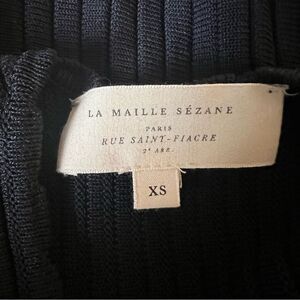 LA MAILLE SÉZANE
PARIS
RUE SAINT-FIACRE
2e ARR.
XS